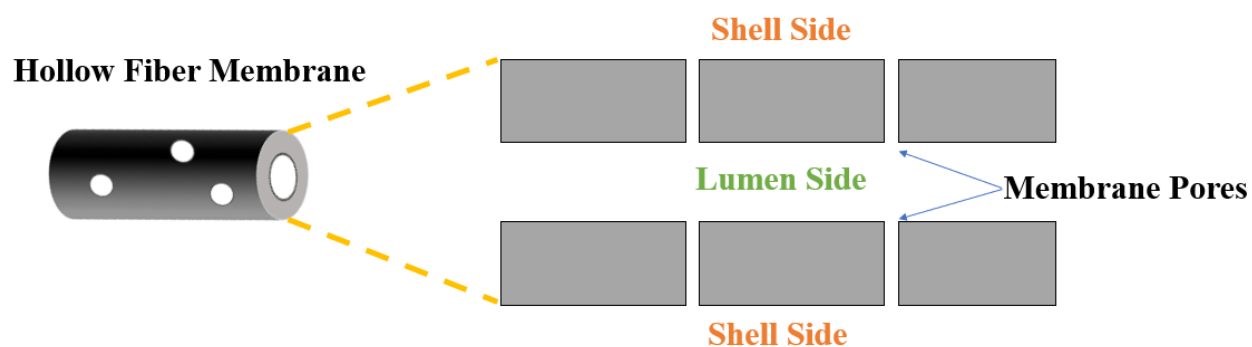 Shell Side
Hollow Fiber Membrane
Lumen Side
Membrane Pores
Shell Side